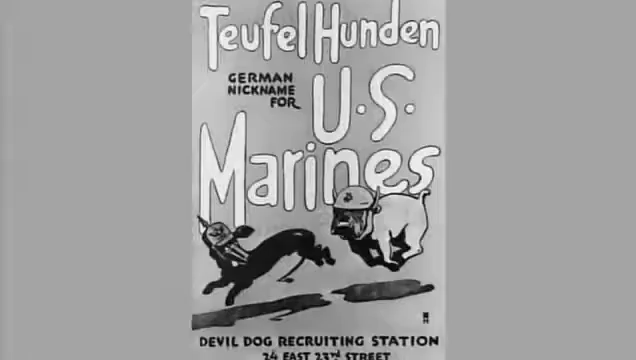 Teufel Hunden
GERMAN
NICKNAME
FOR
U.S.
Marines
DEVIL DOG RECRUITING STATION
24 EAST 23RD STREET